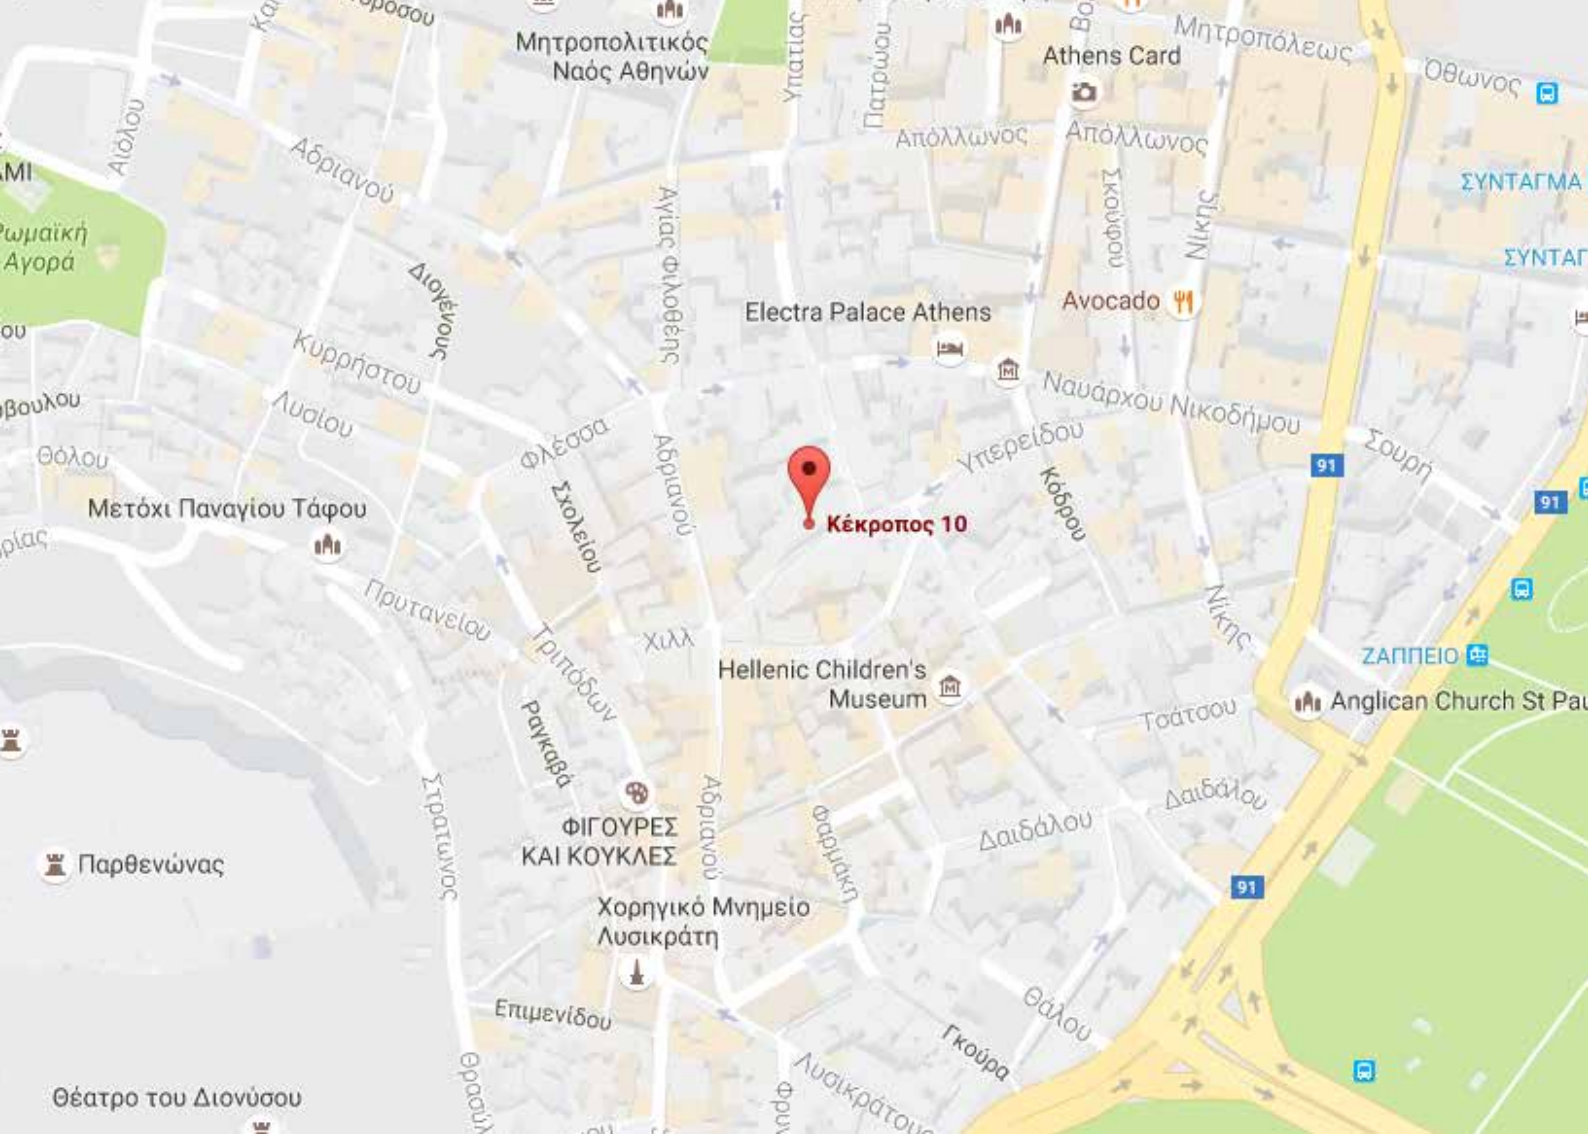 Μητροπολιτικός
Ναός Αθηνών
Υπατίας
Πατρώου
Athens Card
Μητροπόλεως
Όθωνος
Αιόλου
Αδριανού
Απόλλωνος
Απόλλωνος
ΣΥΝΤΑΓΜΑ
Αγίας Φιλοθέης
Σκούφου
Νίκης
Ρωμαϊκή
Αγορά
Διογένους
Electra Palace Athens
Avocado
Κυρρήστου
Λυσίου
Ναυάρχου Νικοδήμου
Φλέσσα
Αδριανού
Υπερείδου
Σουρή
Θόλου
Σχολείου
Κόδρου
91
91
Μετόχι Παναγίου Τάφου
Κέκροπος 10
Πρυτανείου
Τριπόδων
Χιλλ
Νίκης
Hellenic Children's
Museum
ΖΑΠΠΕΙΟ
Anglican Church St Pau
Ραγκαβά
Τσάτσου
Στρατωνος
Αδριανού
Φαρμάκη
Δαιδάλου
Δαιδάλου
ΦΙΓΟΥΡΕΣ
ΚΑΙ ΚΟΥΚΛΕΣ
Παρθενώνας
91
Χορηγικό Μνημείο
Λυσικράτη
Επιμενίδου
Θάλου
Γκούρα
Λυσικράτους
Θέατρο του Διονύσου